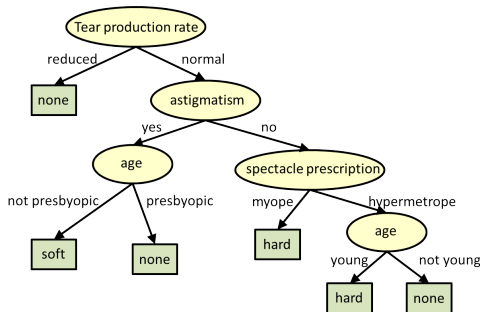 Tear production rate
reduced
normal
none
astigmatism
yes
no
age
spectacle prescription
not presbyopic
presbyopic
myope
hypermetrope
soft
none
hard
age
young
not young
hard
none